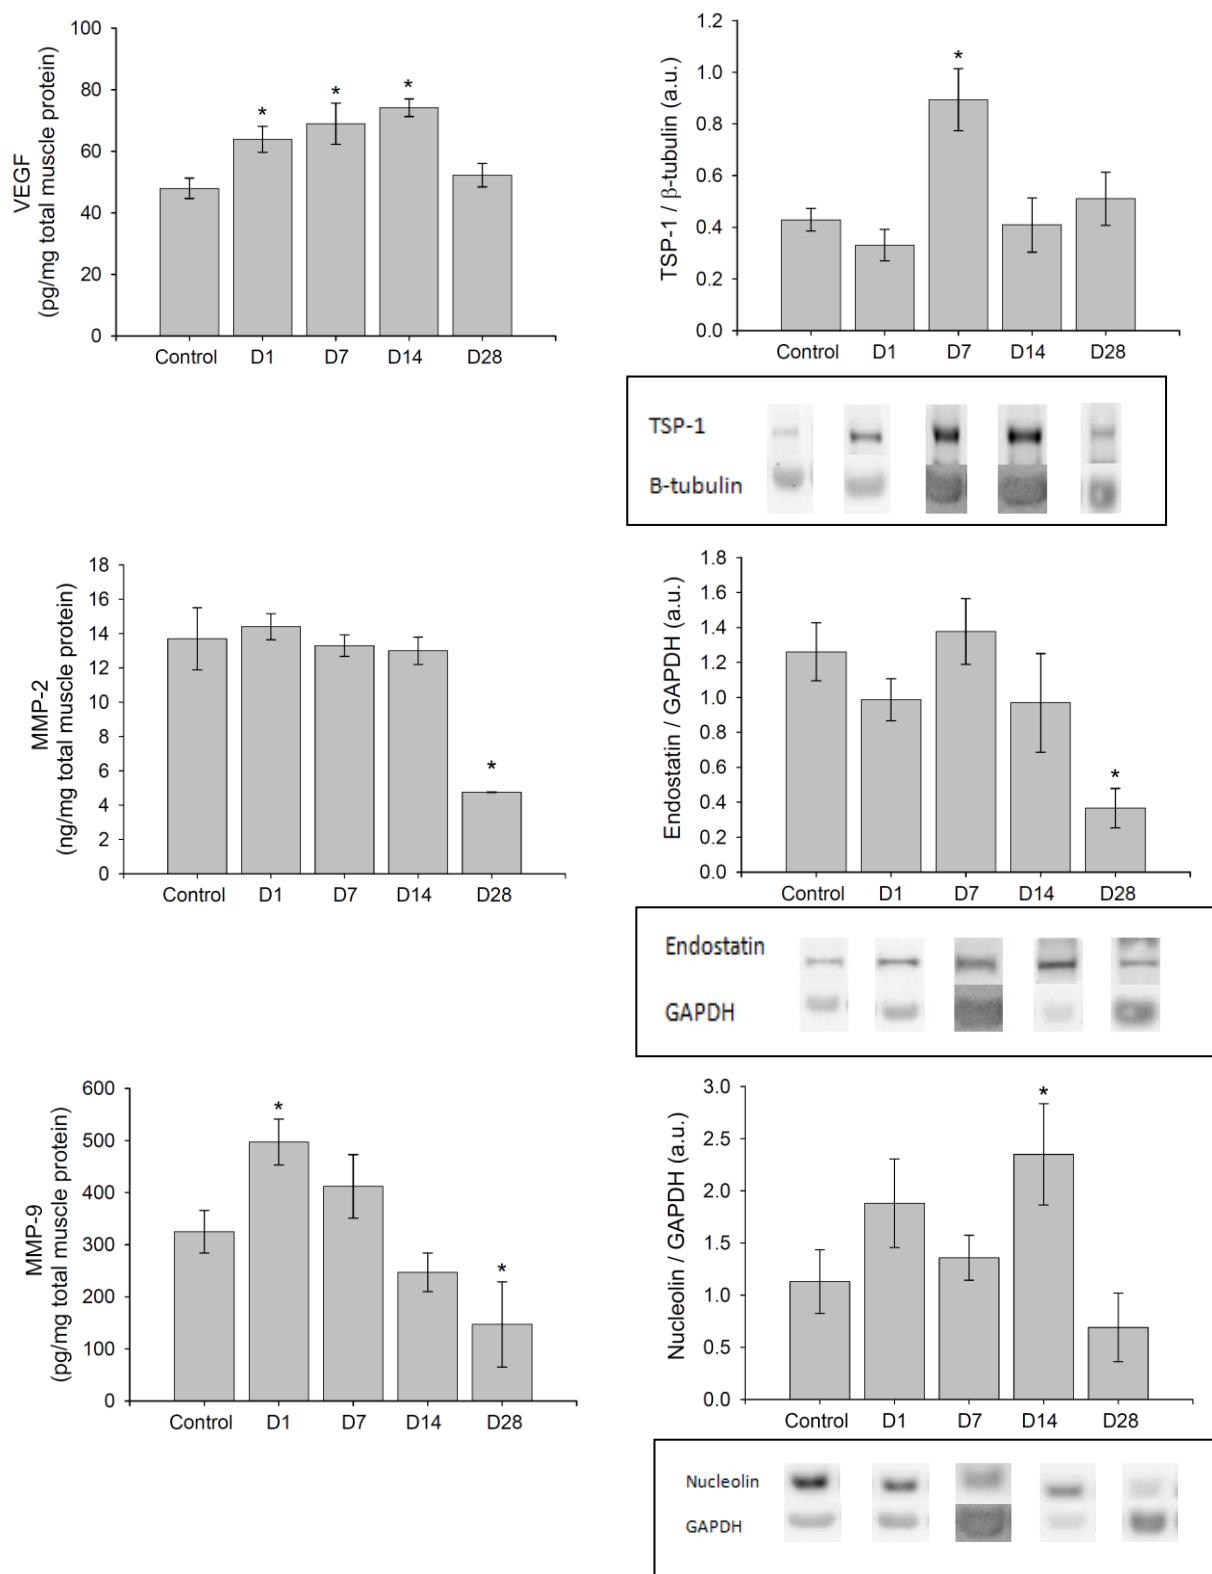 VEGF
(pg/mg total muscle protein)
100
80
60
40
20
0
* * *
Control D1 D7 D14 D28
TSP-1 / β-tubulin (a.u.)
1.2
1.0
0.8
0.6
0.4
0.2
0.0
*
Control D1 D7 D14 D28
TSP-1
B-tubulin
MMP-2
(ng/mg total muscle protein)
18
16
14
12
10
8
6
4
2
0
*
Control D1 D7 D14 D28
Endostatin / GAPDH (a.u.)
1.8
1.6
1.4
1.2
1.0
0.8
0.6
0.4
0.2
0.0
*
Control D1 D7 D14 D28
Endostatin
GAPDH
MMP-9
(pg/mg total muscle protein)
600
500
400
300
200
100
0
* *
Control D1 D7 D14 D28
Nucleolin / GAPDH (a.u.)
3.0
2.5
2.0
1.5
1.0
0.5
0.0
*
Control D1 D7 D14 D28
Nucleolin
GAPDH